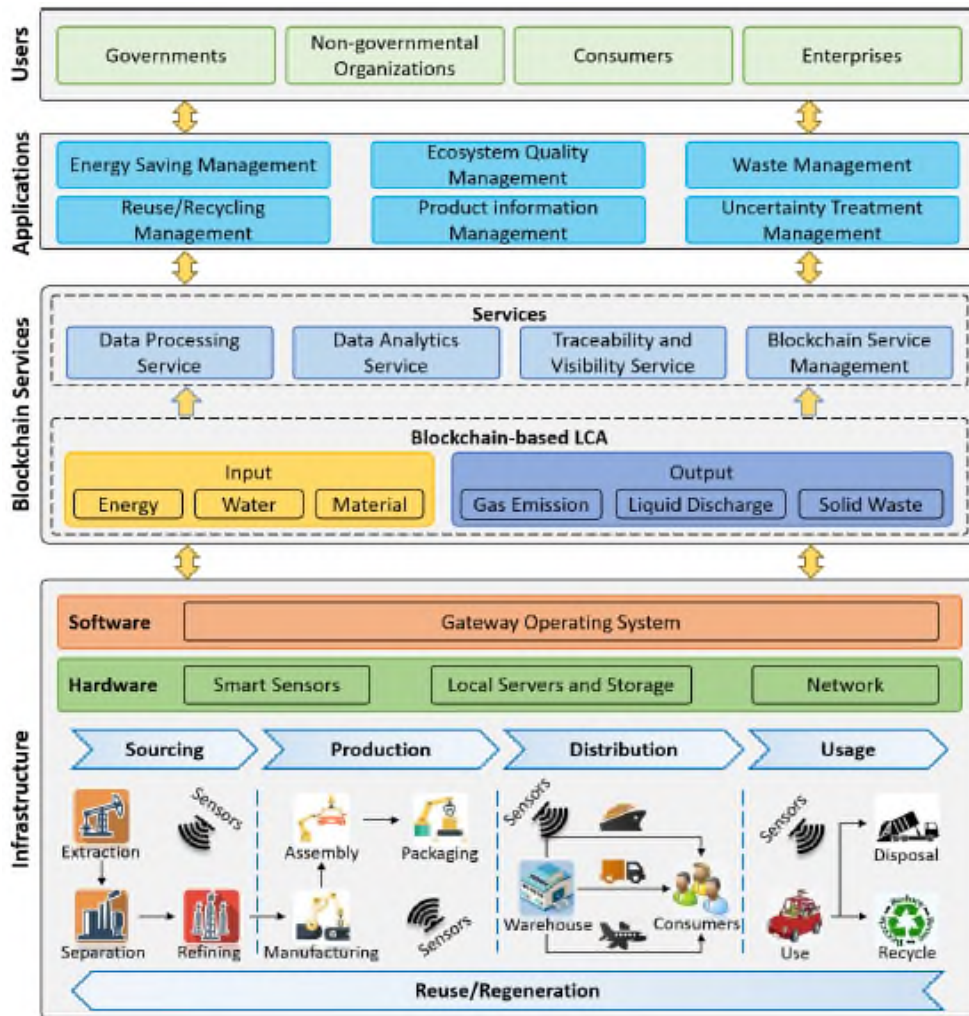 Users
Governments
Non-governmental
Organizations
Consumers
Enterprises
Applications
Energy Saving Management
Ecosystem Quality
Management
Waste Management
Reuse/Recycling
Management
Product information
Management
Uncertainty Treatment
Management
Blockchain Services
Services
Data Processing
Service
Data Analytics
Service
Traceability and
Visibility Service
Blockchain Service
Management
Blockchain-based LCA
Input
Energy
Water
Material
Output
Gas Emission
Liquid Discharge
Solid Waste
Infrastructure
Software
Gateway Operating System
Hardware
Smart Sensors
Local Servers and Storage
Network
Sourcing
Production
Distribution
Usage
Extraction
Sensors
Separation
Refining
Assembly
Packaging
Manufacturing
Sensors
Sensors
Warehouse
Consumers
Sensors
Disposal
Use
Recycle
Reuse/Regeneration